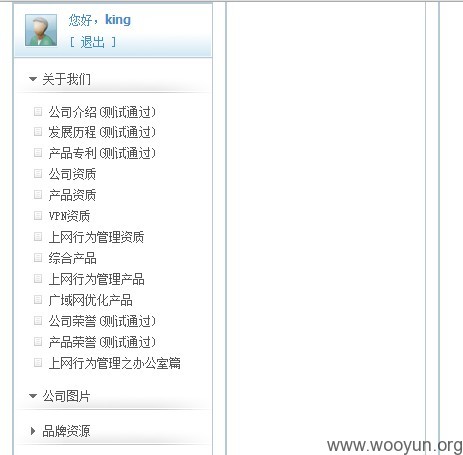 您好，king
[ 退出 ]
关于我们
公司介绍(测试通过)
发展历程(测试通过)
产品专利(测试通过)
公司资质
产品资质
VPN资质
上网行为管理资质
综合产品
上网行为管理产品
广域网优化产品
公司荣誉(测试通过)
产品荣誉(测试通过)
上网行为管理之办公室篇
公司图片
品牌资源
www.wooyun.org